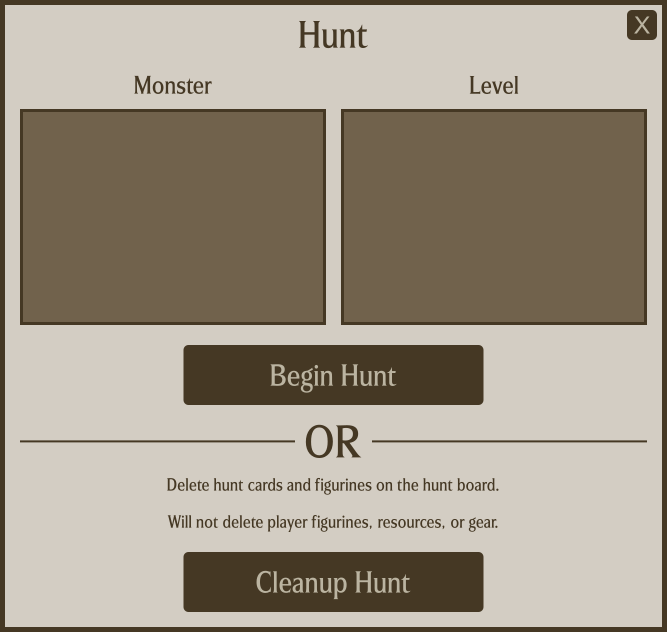 Hunt
X
Monster
Level
Begin Hunt
OR
Delete hunt cards and figurines on the hunt board.
Will not delete player figurines, resources, or gear.
Cleanup Hunt